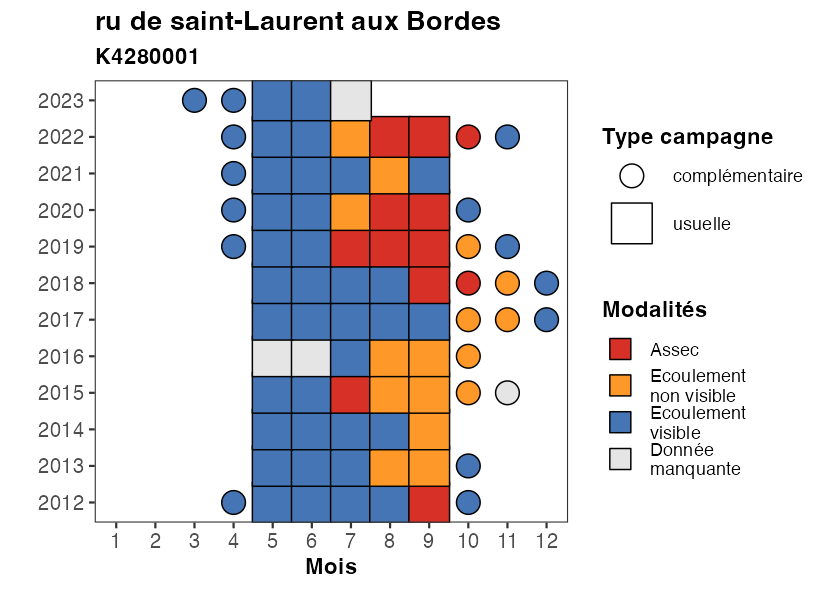 ru de saint-Laurent aux Bordes
K4280001
2023
2022
2021
2020
2019
2018
2017
2016
2015
2014
2013
2012
1 2 3 4 5 6 7 8 9 10 11 12
Mois
Type campagne
complémentaire
usuelle
Modalités
Assec
Ecoulement
non visible
Ecoulement
visible
Donnée
manquante